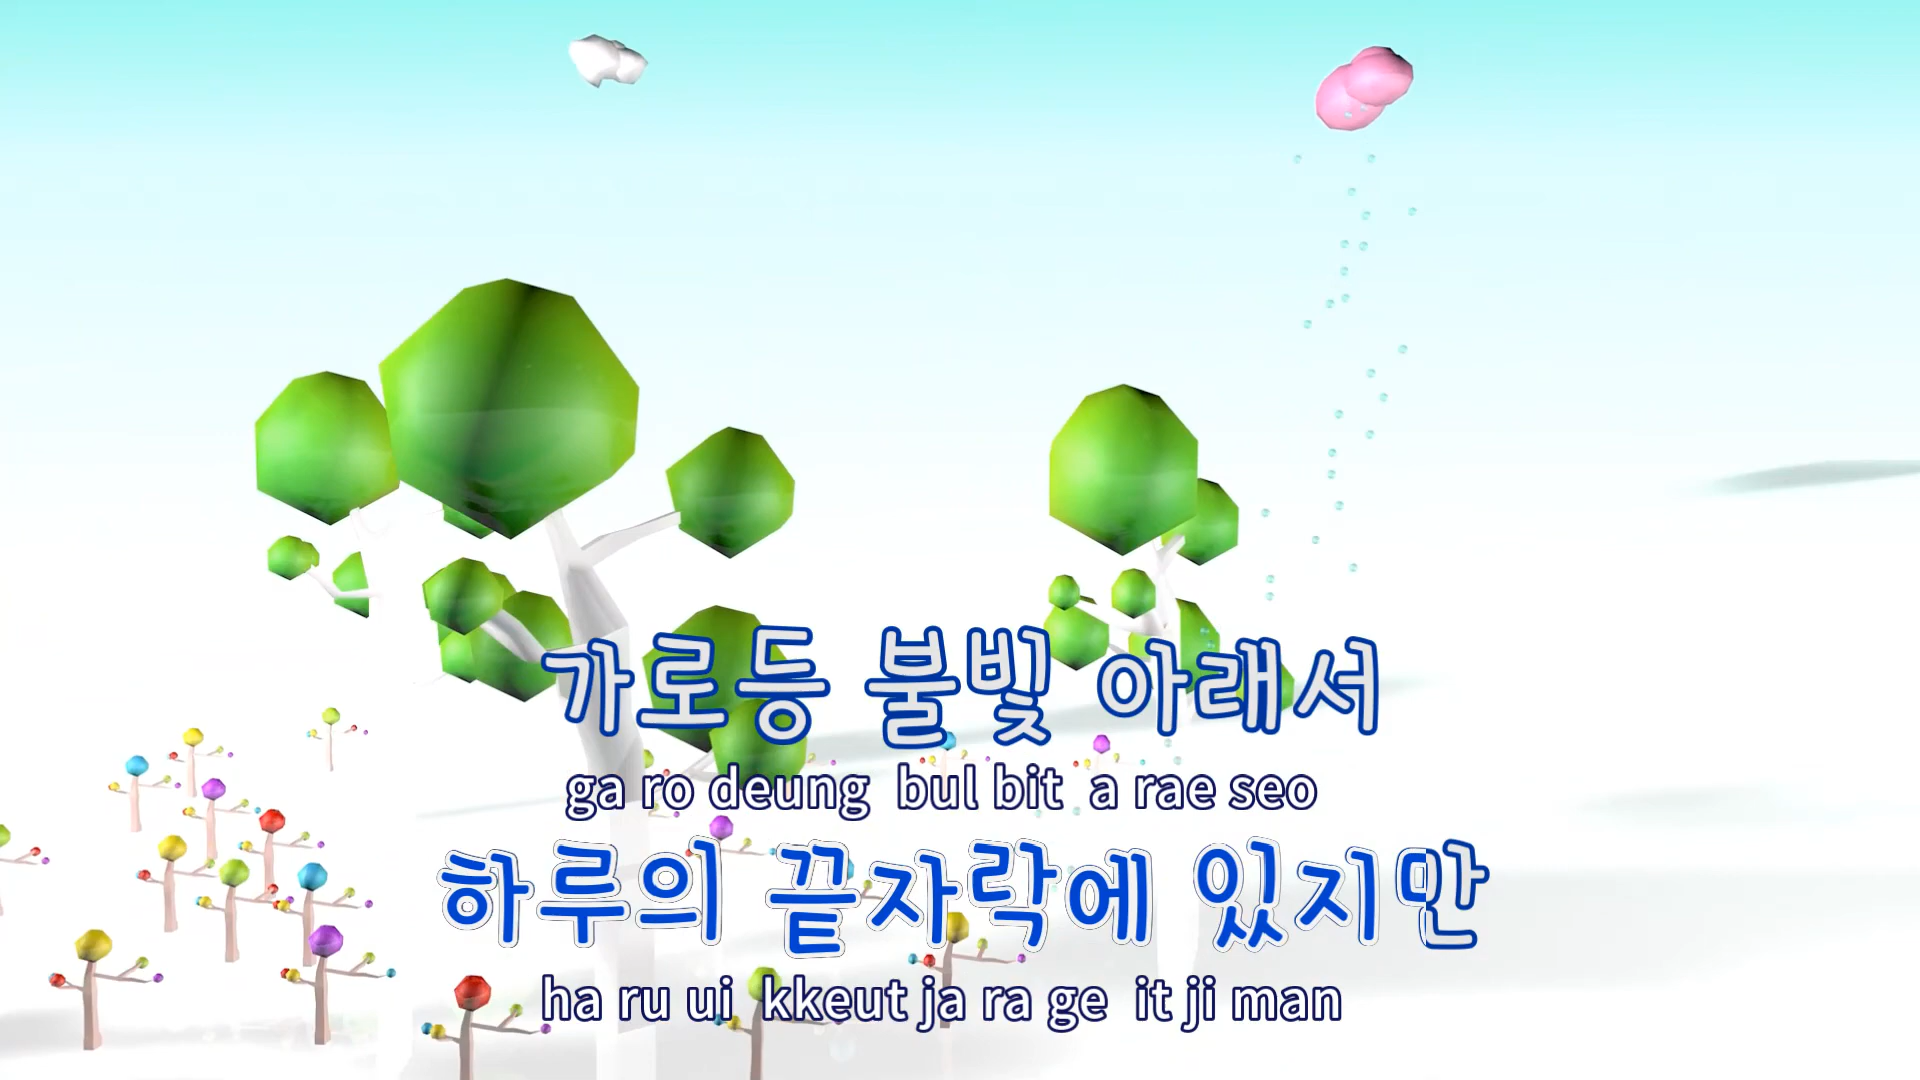 가로등 불빛 아래서
ga ro deung bul bit a rae seo
하루의 끝자락에 있지만
ha ru ui kkeut ja ra ge it ji man